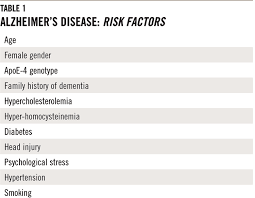 TABLE 1
ALZHEIMER'S DISEASE: RISK FACTORS
Age
Female gender
ApoE-4 genotype
Family history of dementia
Hypercholesterolemia
Hyper-homocysteinemia
Diabetes
Head injury
Psychological stress
Hypertension
Smoking